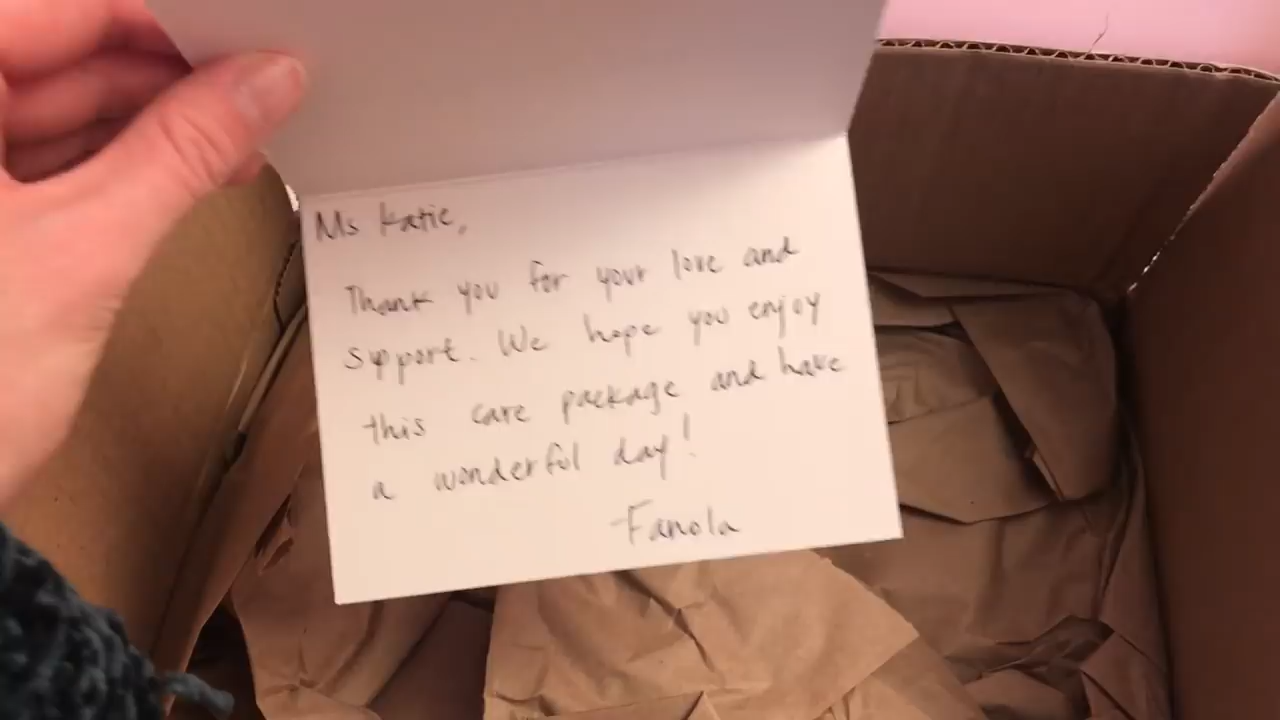 Ms Katie,
Thank you for your love and
support. We hope you enjoy
this care package and have
a wonderful day!
-Fanola